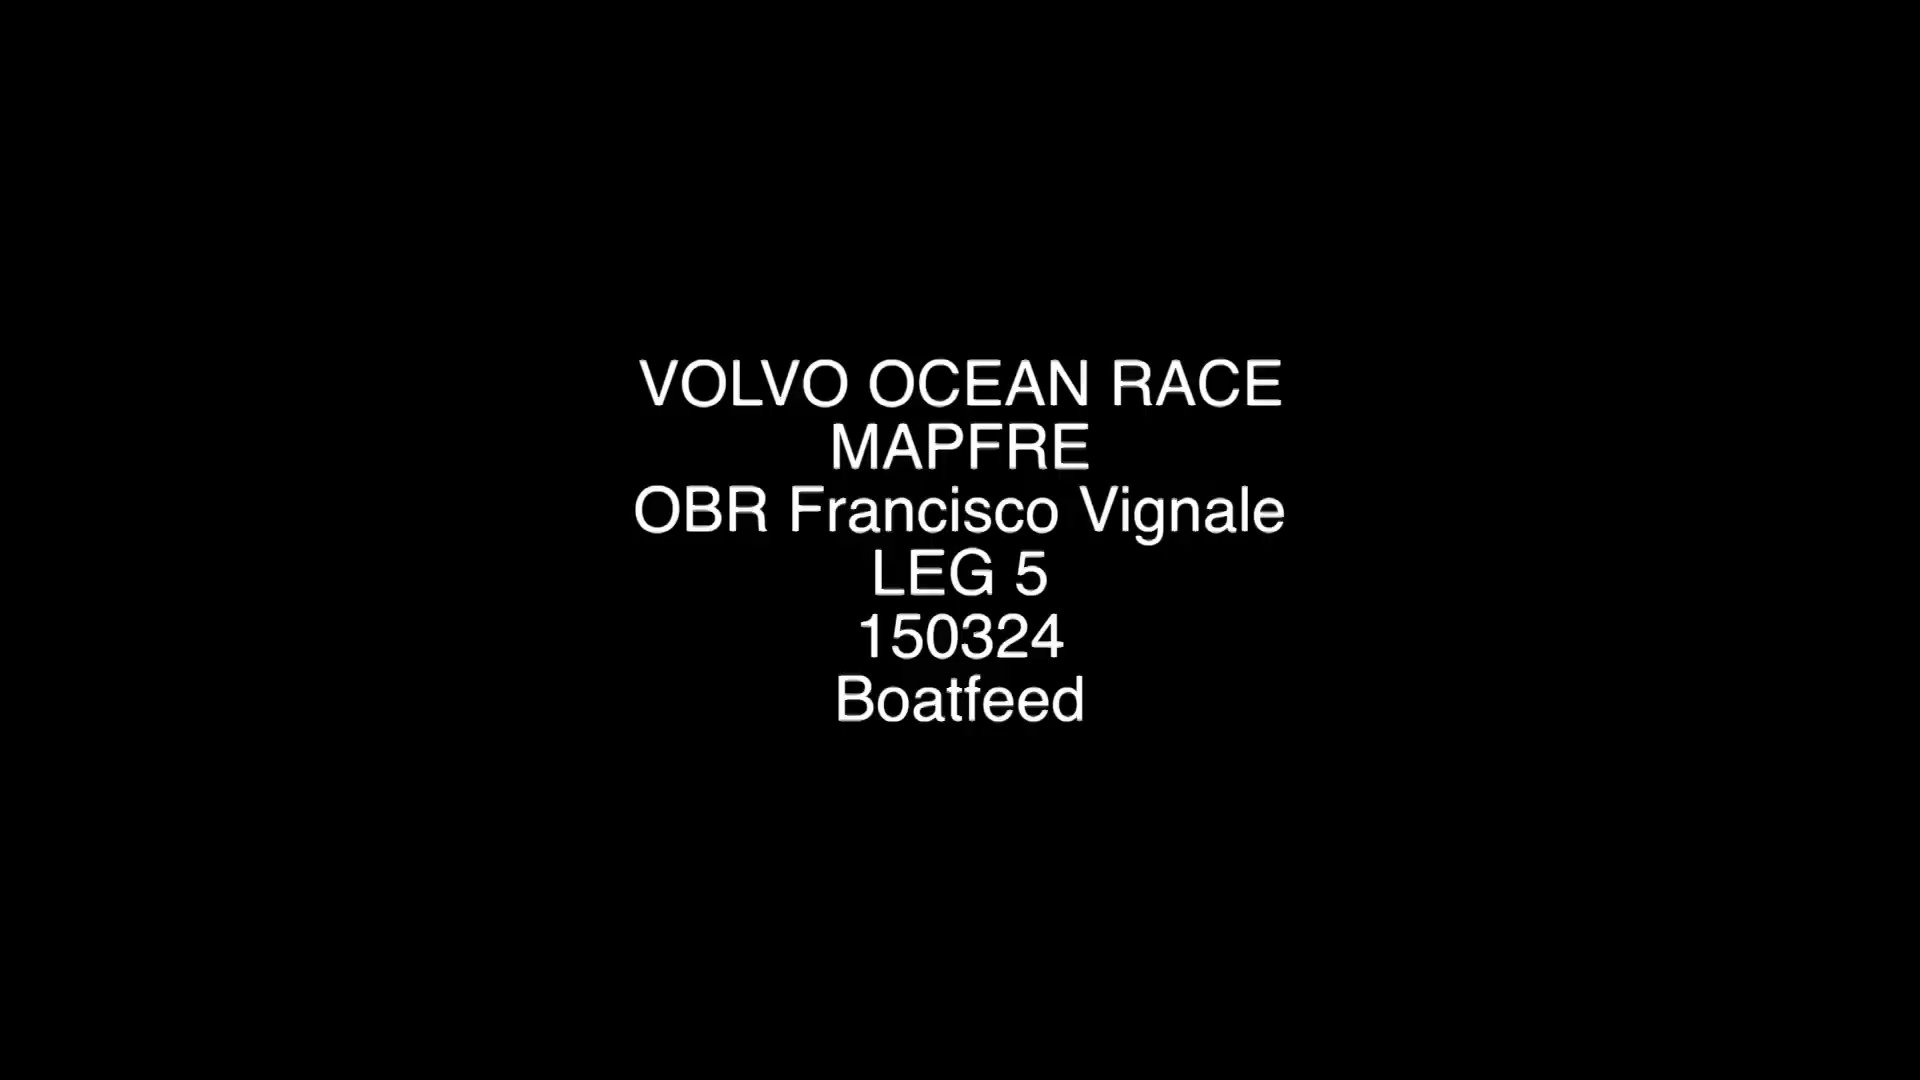 VOLVO OCEAN RACE
MAPFRE
OBR Francisco Vignale
LEG 5
150324
Boatfeed